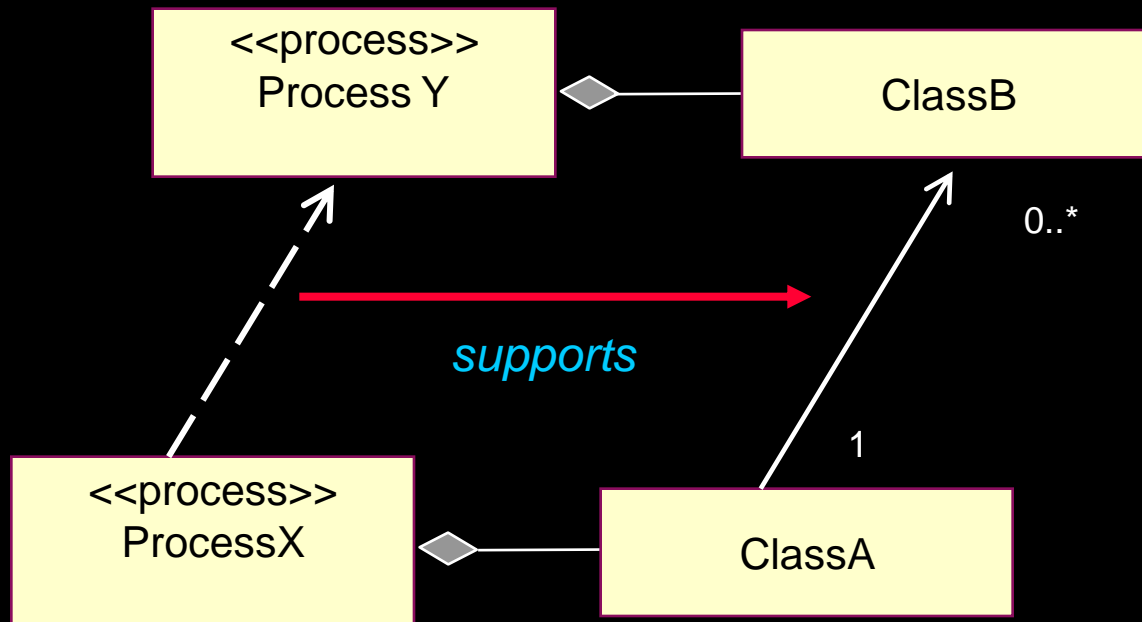 <<process>>
Process Y
ClassB
0..*
supports
1
<<process>>
ProcessX
ClassA